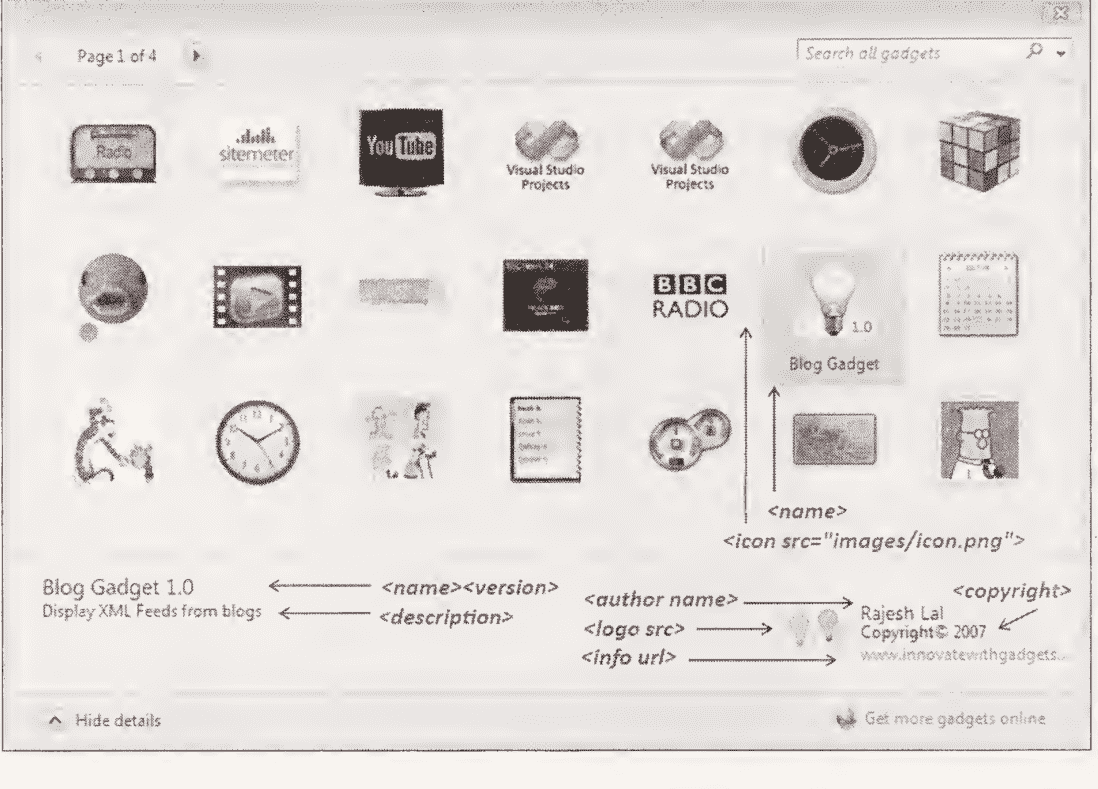 Page 1 of 4
Search all gadgets
Radio
sitemeter
You Tube
Visual Studio
Projects
Visual Studio
Projects
BBC
RADIO
1.0
Blog Gadget
<name>
<icon src="images/icon.png">
Blog Gadget 1.0
<name><version>
Display XML Feeds from blogs
<description>
<author name>
<logo src>
<info url>
<copyright>
Rajesh Lal
Copyright© 2007
www.innovatewithgadgets...
Hide details
Get more gadgets online